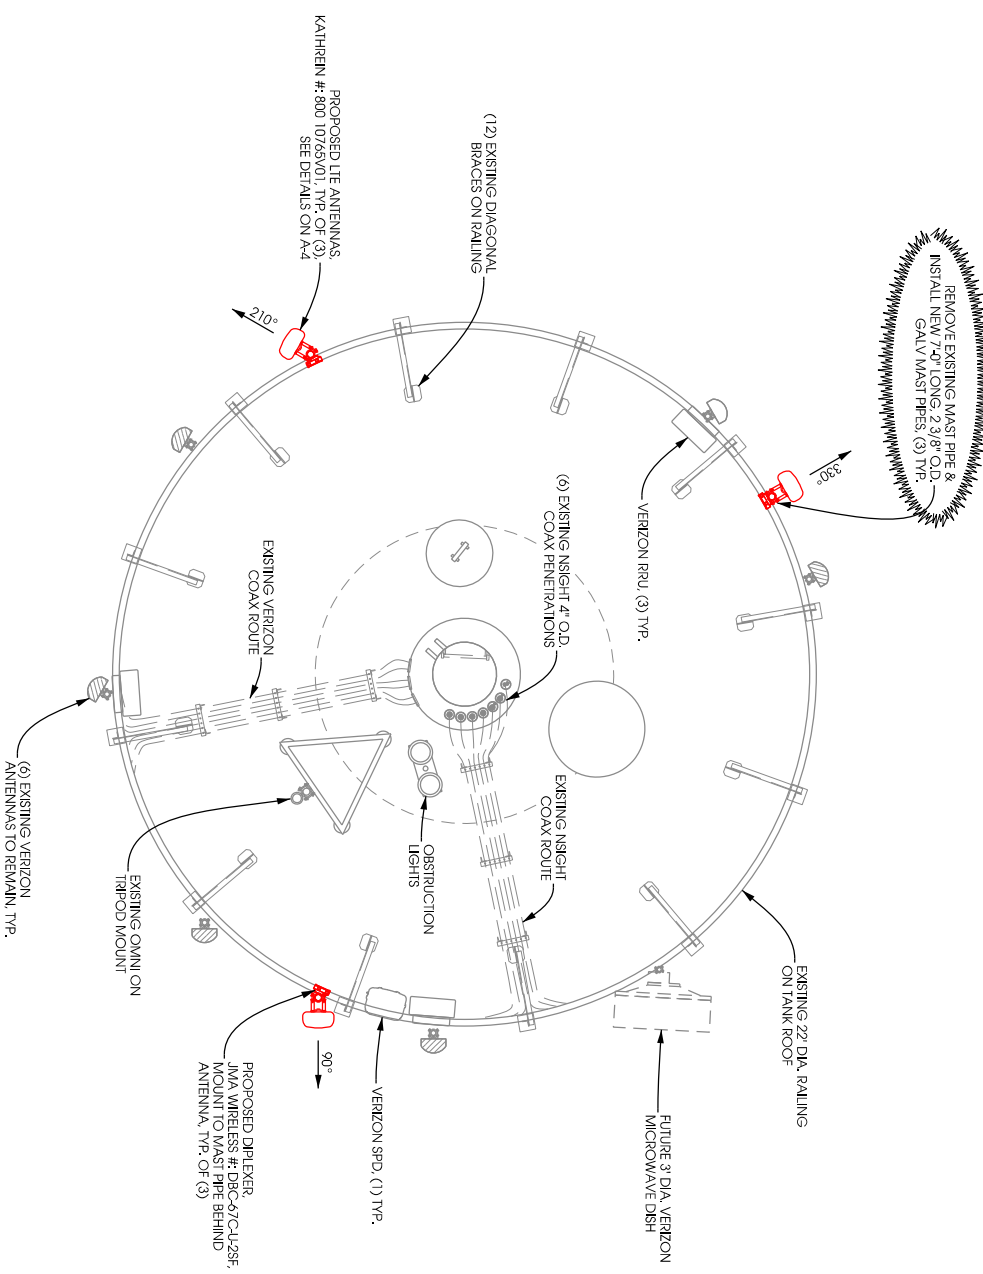 REMOVE EXISTING MAST PIPE &
INSTALL NEW 7'-0" LONG, 2 3/8" O.D.
GALV MAST PIPES, (3) TYP.
330°
EXISTING 22' DIA. RAILING
ON TANK ROOF
FUTURE 3' DIA. VERIZON
MICROWAVE DISH
VERIZON RRU, (3) TYP.
(6) EXISTING NSIGHT 4" O.D.
COAX PENETRATIONS
EXISTING NSIGHT
COAX ROUTE
(12) EXISTING DIAGONAL
BRACES ON RAILING
OBSTRUCTION
LIGHTS
VERIZON SPD, (1) TYP.
PROPOSED LTE ANTENNAS,
KATHREIN #: 800 10765V01, TYP. OF (3),
SEE DETAILS ON A-4
210°
90°
EXISTING VERIZON
COAX ROUTE
PROPOSED DIPLEXER,
JMA WIRELESS #: DBC-67C-U-2SF,
MOUNT TO MAST PIPE BEHIND
ANTENNA, TYP. OF (3)
EXISTING OMNI ON
TRIPOD MOUNT
(6) EXISTING VERIZON
ANTENNAS TO REMAIN, TYP.